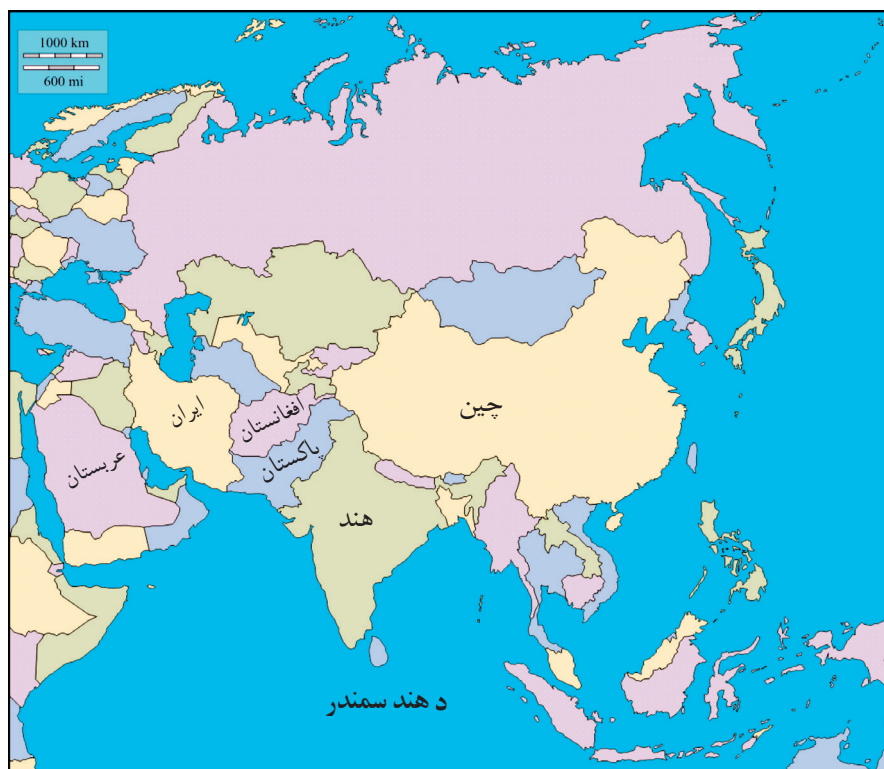 1000 km
600 mi
ایران
افغانستان
چین
پاکستان
عربستان
هند
د هند سمندر